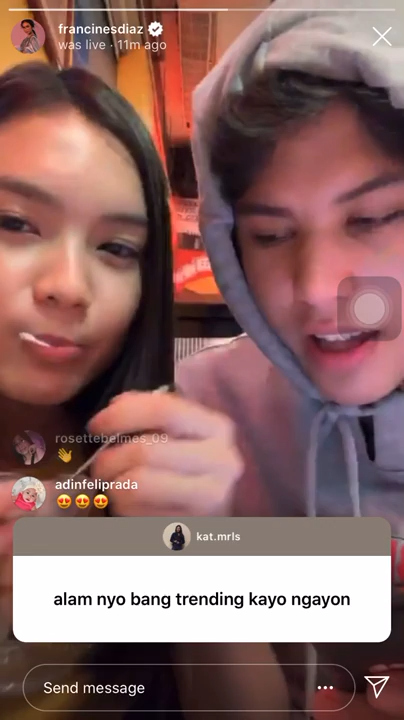 francinesdiaz
was live · 11m ago
rosettebelmes_09
👋
adinfeliprada
😍😍😍
kat.mrls
alam nyo bang trending kayo ngayon
Send message